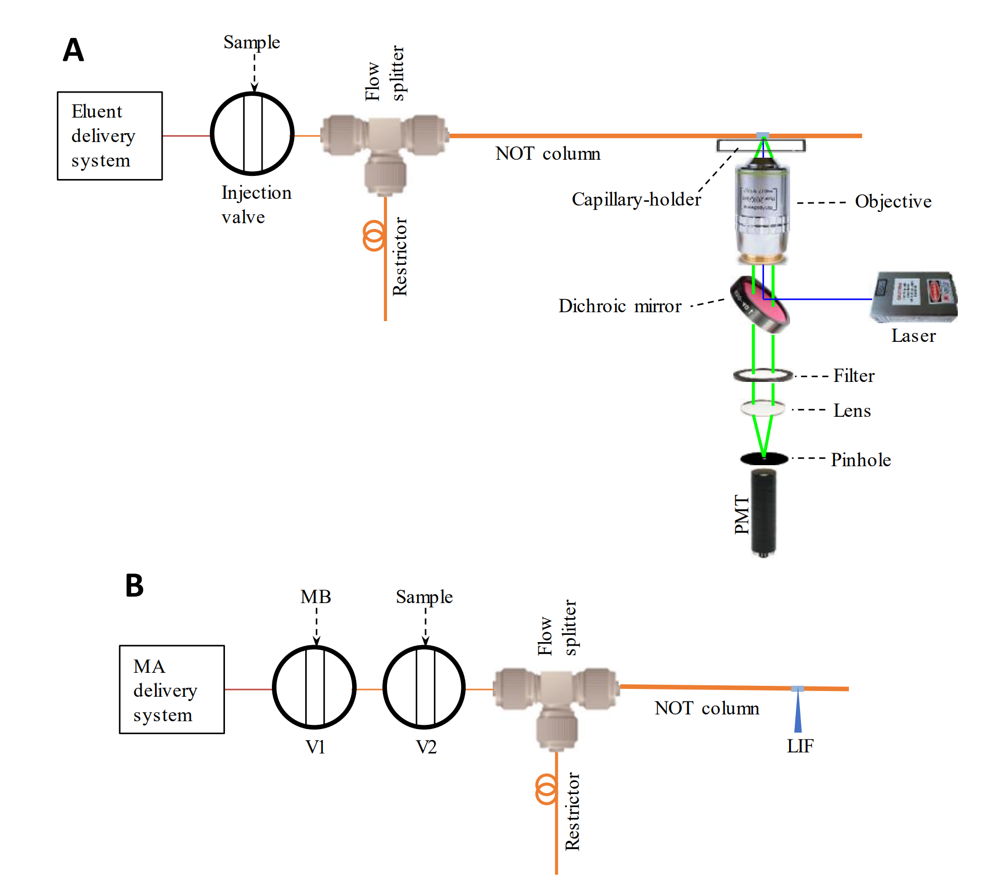 A
Sample
Flow
splitter
Eluent
delivery
system
Injection
valve
Restrictor
NOT column
Capillary-holder
Objective
Dichroic mirror
Laser
Filter
Lens
Pinhole
PMT
B
MB
Sample
Flow
splitter
MA
delivery
system
V1
V2
Restrictor
NOT column
LIF